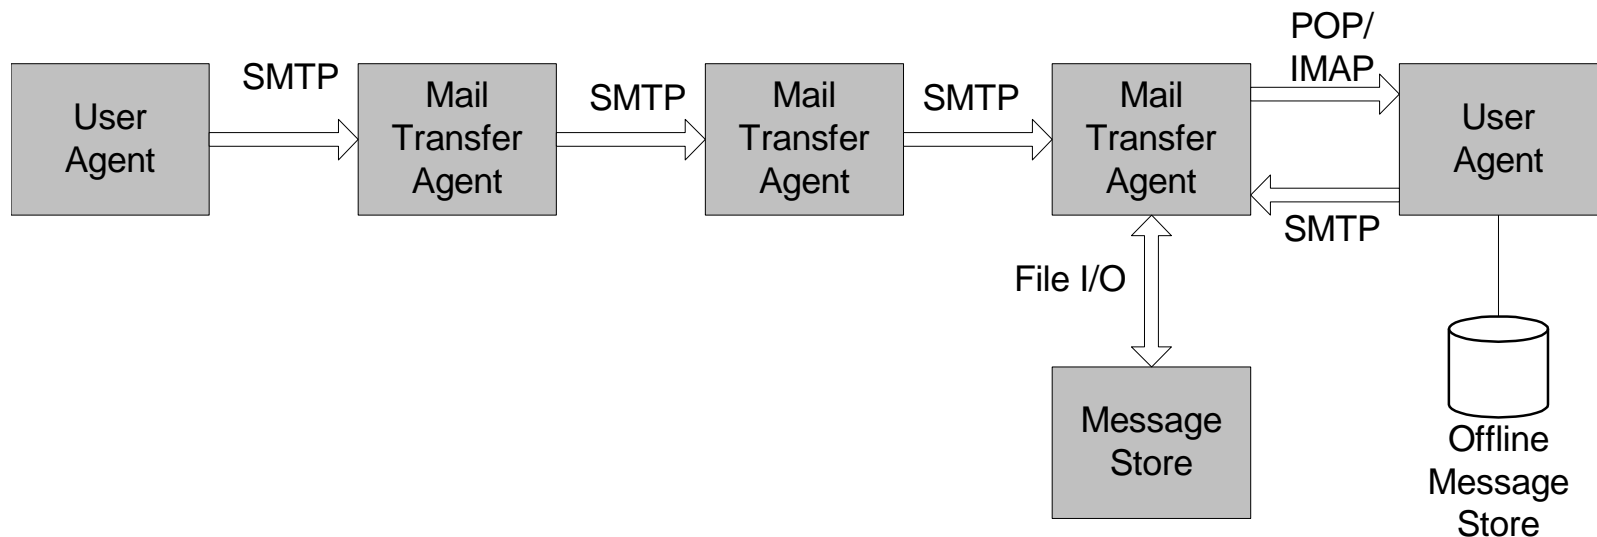 User
Agent
SMTP
Mail
Transfer
Agent
SMTP
Mail
Transfer
Agent
SMTP
Mail
Transfer
Agent
POP/
IMAP
User
Agent
SMTP
File I/O
Message
Store
Offline
Message
Store